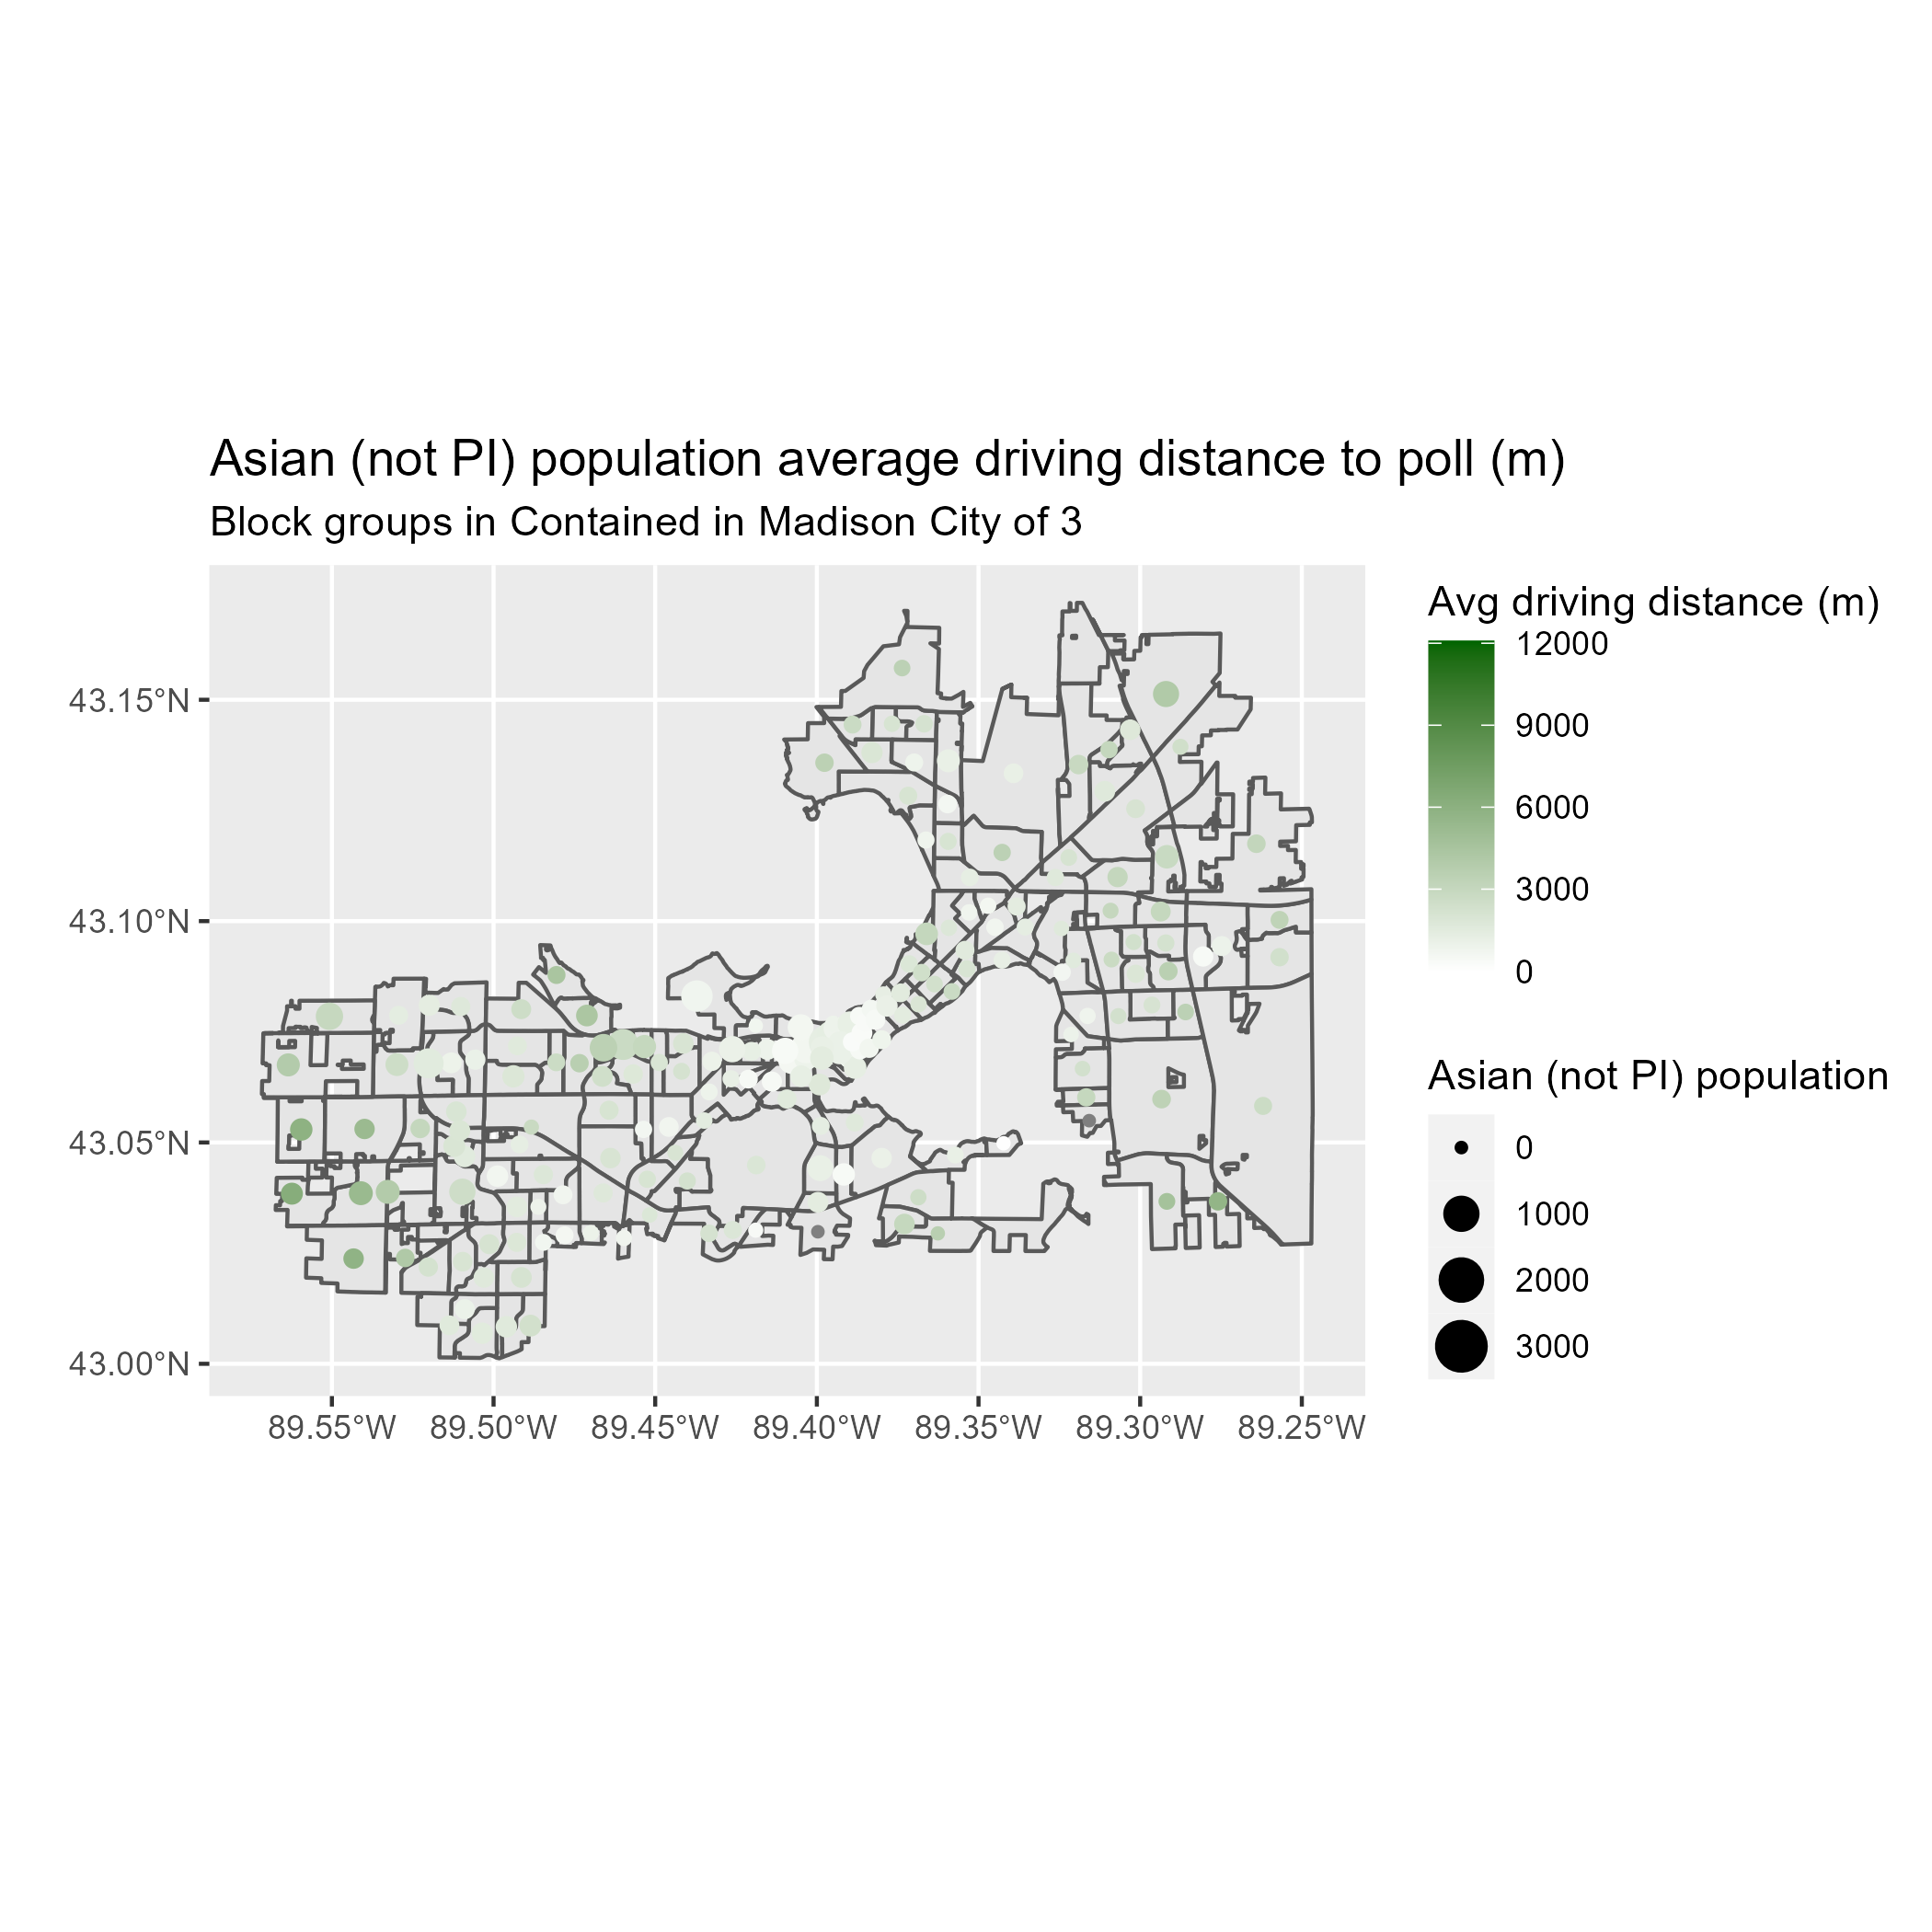 Asian (not PI) population average driving distance to poll (m)
Block groups in Contained in Madison City of 3
Avg driving distance (m)
12000
9000
6000
3000
0
Asian (not PI) population
0
1000
2000
3000
43.15°N
43.10°N
43.05°N
43.00°N
89.55°W 89.50°W 89.45°W 89.40°W 89.35°W 89.30°W 89.25°W